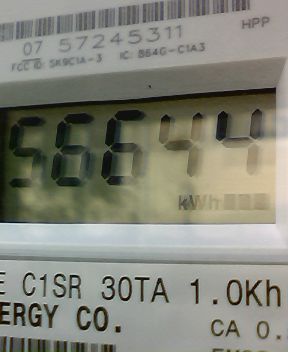 07 57245311
HPP
FCC ID: SK9C1A-3 IC: 864G-C1A3
56644
kWh
E C1SR 30TA 1.0Kh
ERGY CO.
CA 0.